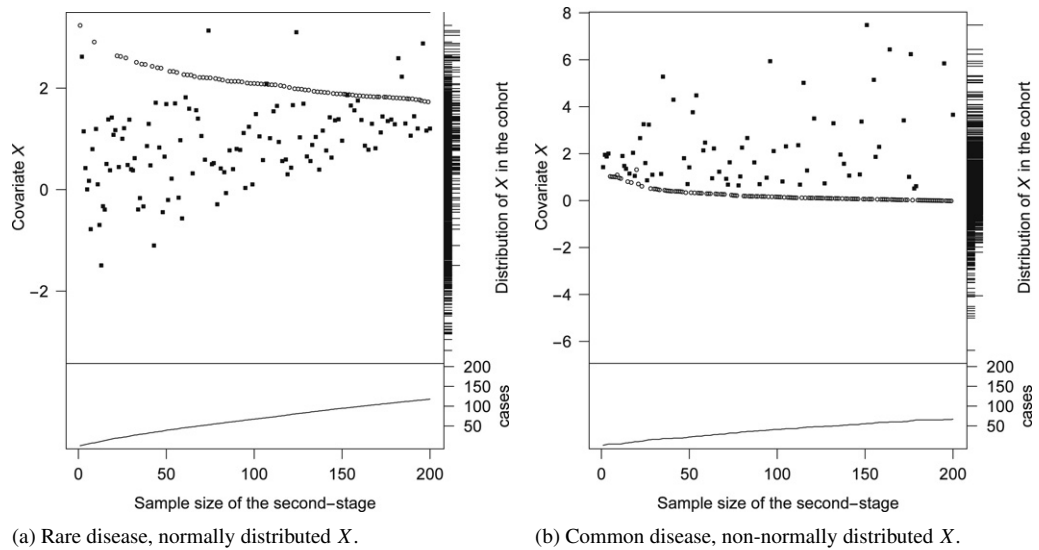 2
0
−2
Covariate X
Distribution of X in the cohort
200
150
100
50
cases
0
50
100
150
200
Sample size of the second−stage
(a) Rare disease, normally distributed X.
8
6
4
2
0
−2
−4
−6
Covariate X
Distribution of X in the cohort
200
150
100
50
cases
0
50
100
150
200
Sample size of the second−stage
(b) Common disease, non-normally distributed X.